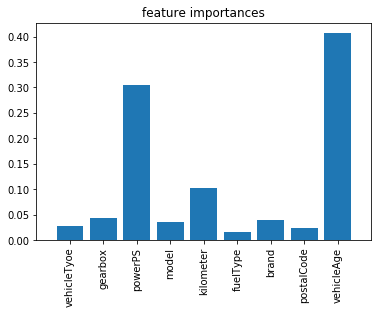 feature importances
0.40
0.35
0.30
0.25
0.20
0.15
0.10
0.05
0.00
vehicleTyoe
gearbox
powerPS
model
kilometer
fuelType
brand
postalCode
vehicleAge